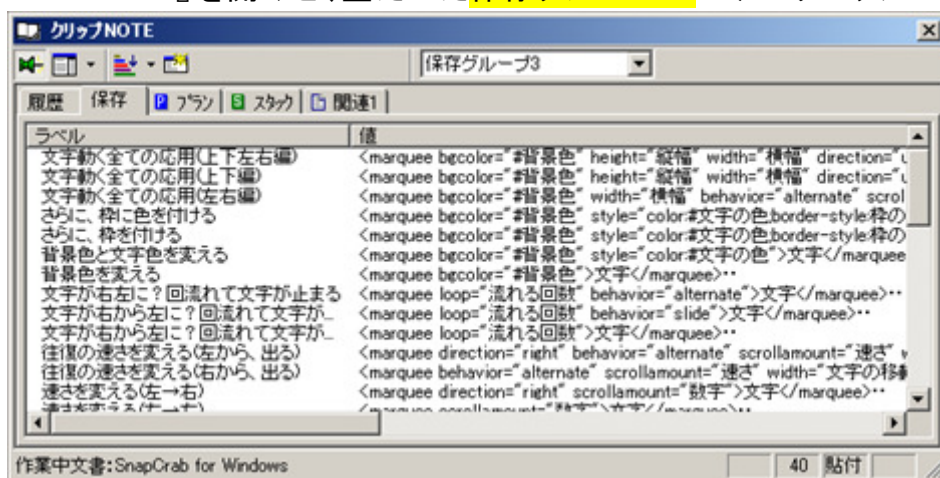 クリップNOTE
保存グループ3
履歴 保存 プラン スタック 関連1
ラベル 値
文字動く全ての応用(上下左右編) <marquee bgcolor="#背景色" height="縦幅" width="横幅" direction="u
文字動く全ての応用(上下編) <marquee bgcolor="#背景色" height="縦幅" width="横幅" direction="u
文字動く全ての応用(左右編) <marquee bgcolor="#背景色" width="横幅" behavior="alternate" scrol
さらに、枠に色を付ける <marquee bgcolor="#背景色" style="color:#文字の色;border-style:枠の
さらに、枠を付ける <marquee bgcolor="#背景色" style="color:#文字の色;border-style:枠の
背景色と文字色を変える <marquee bgcolor="#背景色" style="color:#文字の色">文字</marquee
背景色を変える <marquee bgcolor="#背景色">文字</marquee>‥
文字が右左に?回流れて文字が止まる <marquee loop="流れる回数" behavior="alternate">文字</marquee>‥
文字が右から左に?回流れて文字が… <marquee loop="流れる回数" behavior="slide">文字</marquee>‥
文字が右から左に?回流れて文字が… <marquee loop="流れる回数">文字</marquee>‥
往復の速さを変える(左から、出る) <marquee direction="right" behavior="alternate" scrollamount="速さ" w
往復の速さを変える(右から、出る) <marquee behavior="alternate" scrollamount="速さ" width="文字の移動
速さを変える(左→右) <marquee direction="right" scrollamount="数字">文字</marquee>‥
作業中文書:SnapCrab for Windows 40 貼付